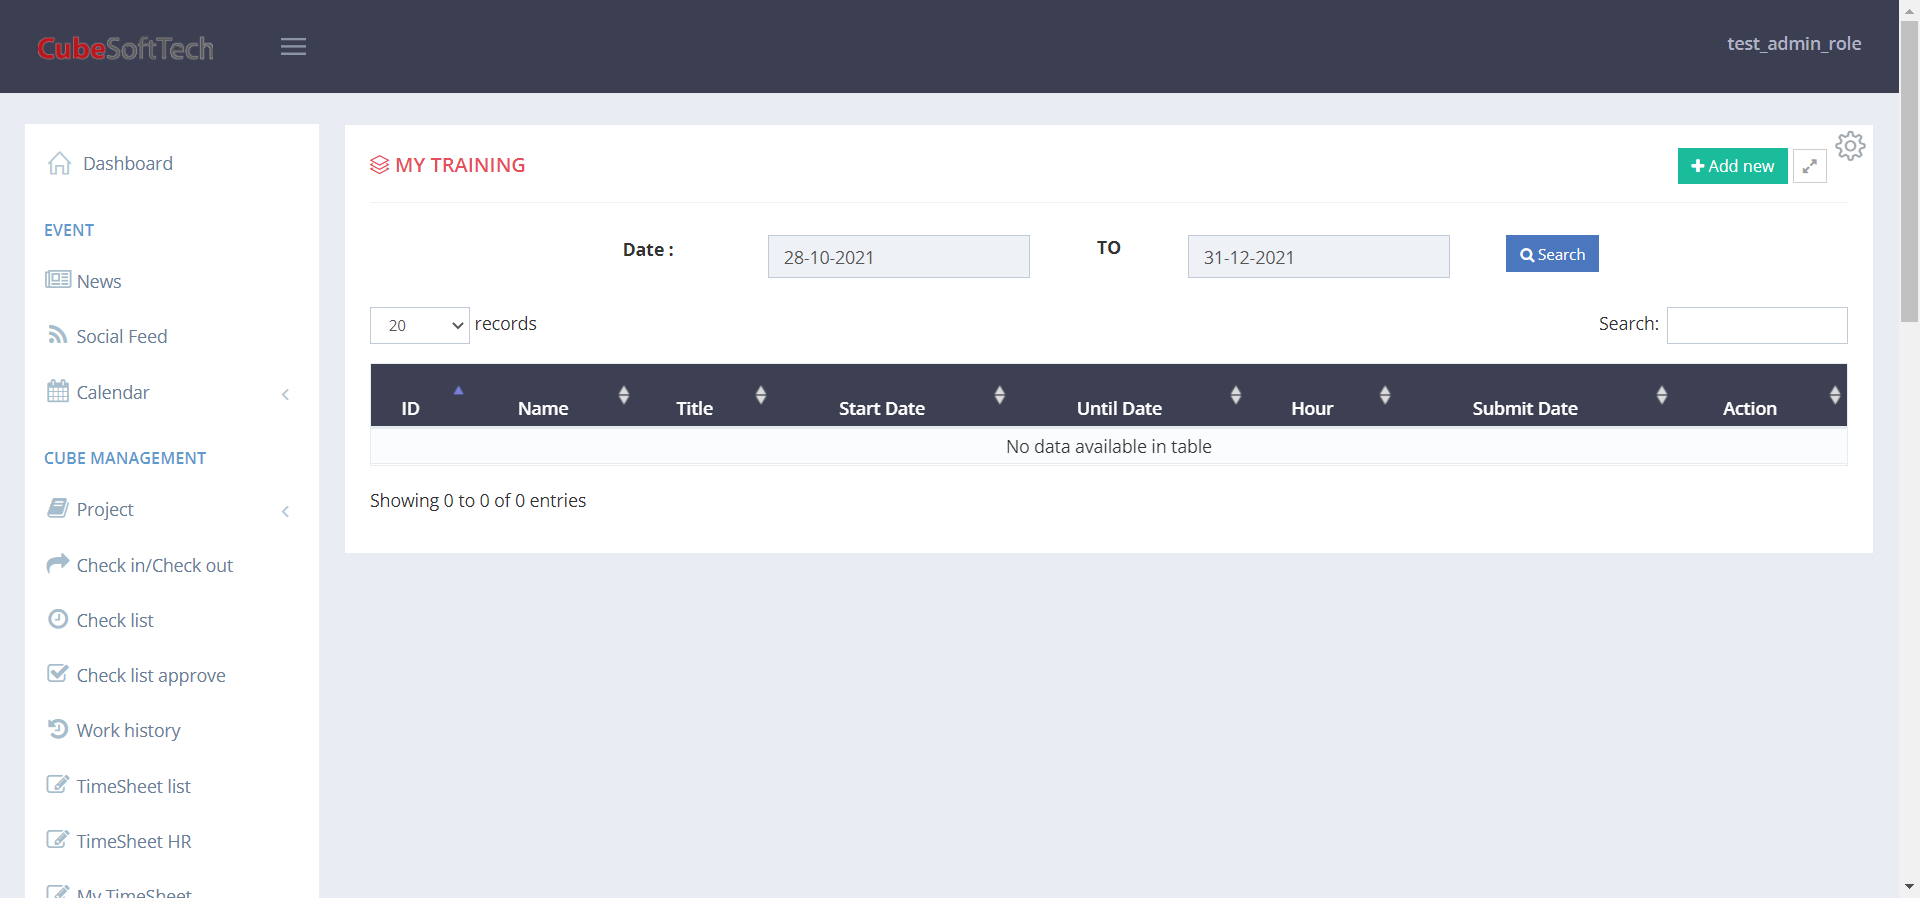 CubeSoftTech
test_admin_role
Dashboard
EVENT
News
Social Feed
Calendar
CUBE MANAGEMENT
Project
Check in/Check out
Check list
Check list approve
Work history
TimeSheet list
TimeSheet HR
My TimeSheet
MY TRAINING
Add new
Date :
28-10-2021
TO
31-12-2021
Search
20
records
Search:
ID Name Title Start Date Until Date Hour Submit Date Action
No data available in table
Showing 0 to 0 of 0 entries